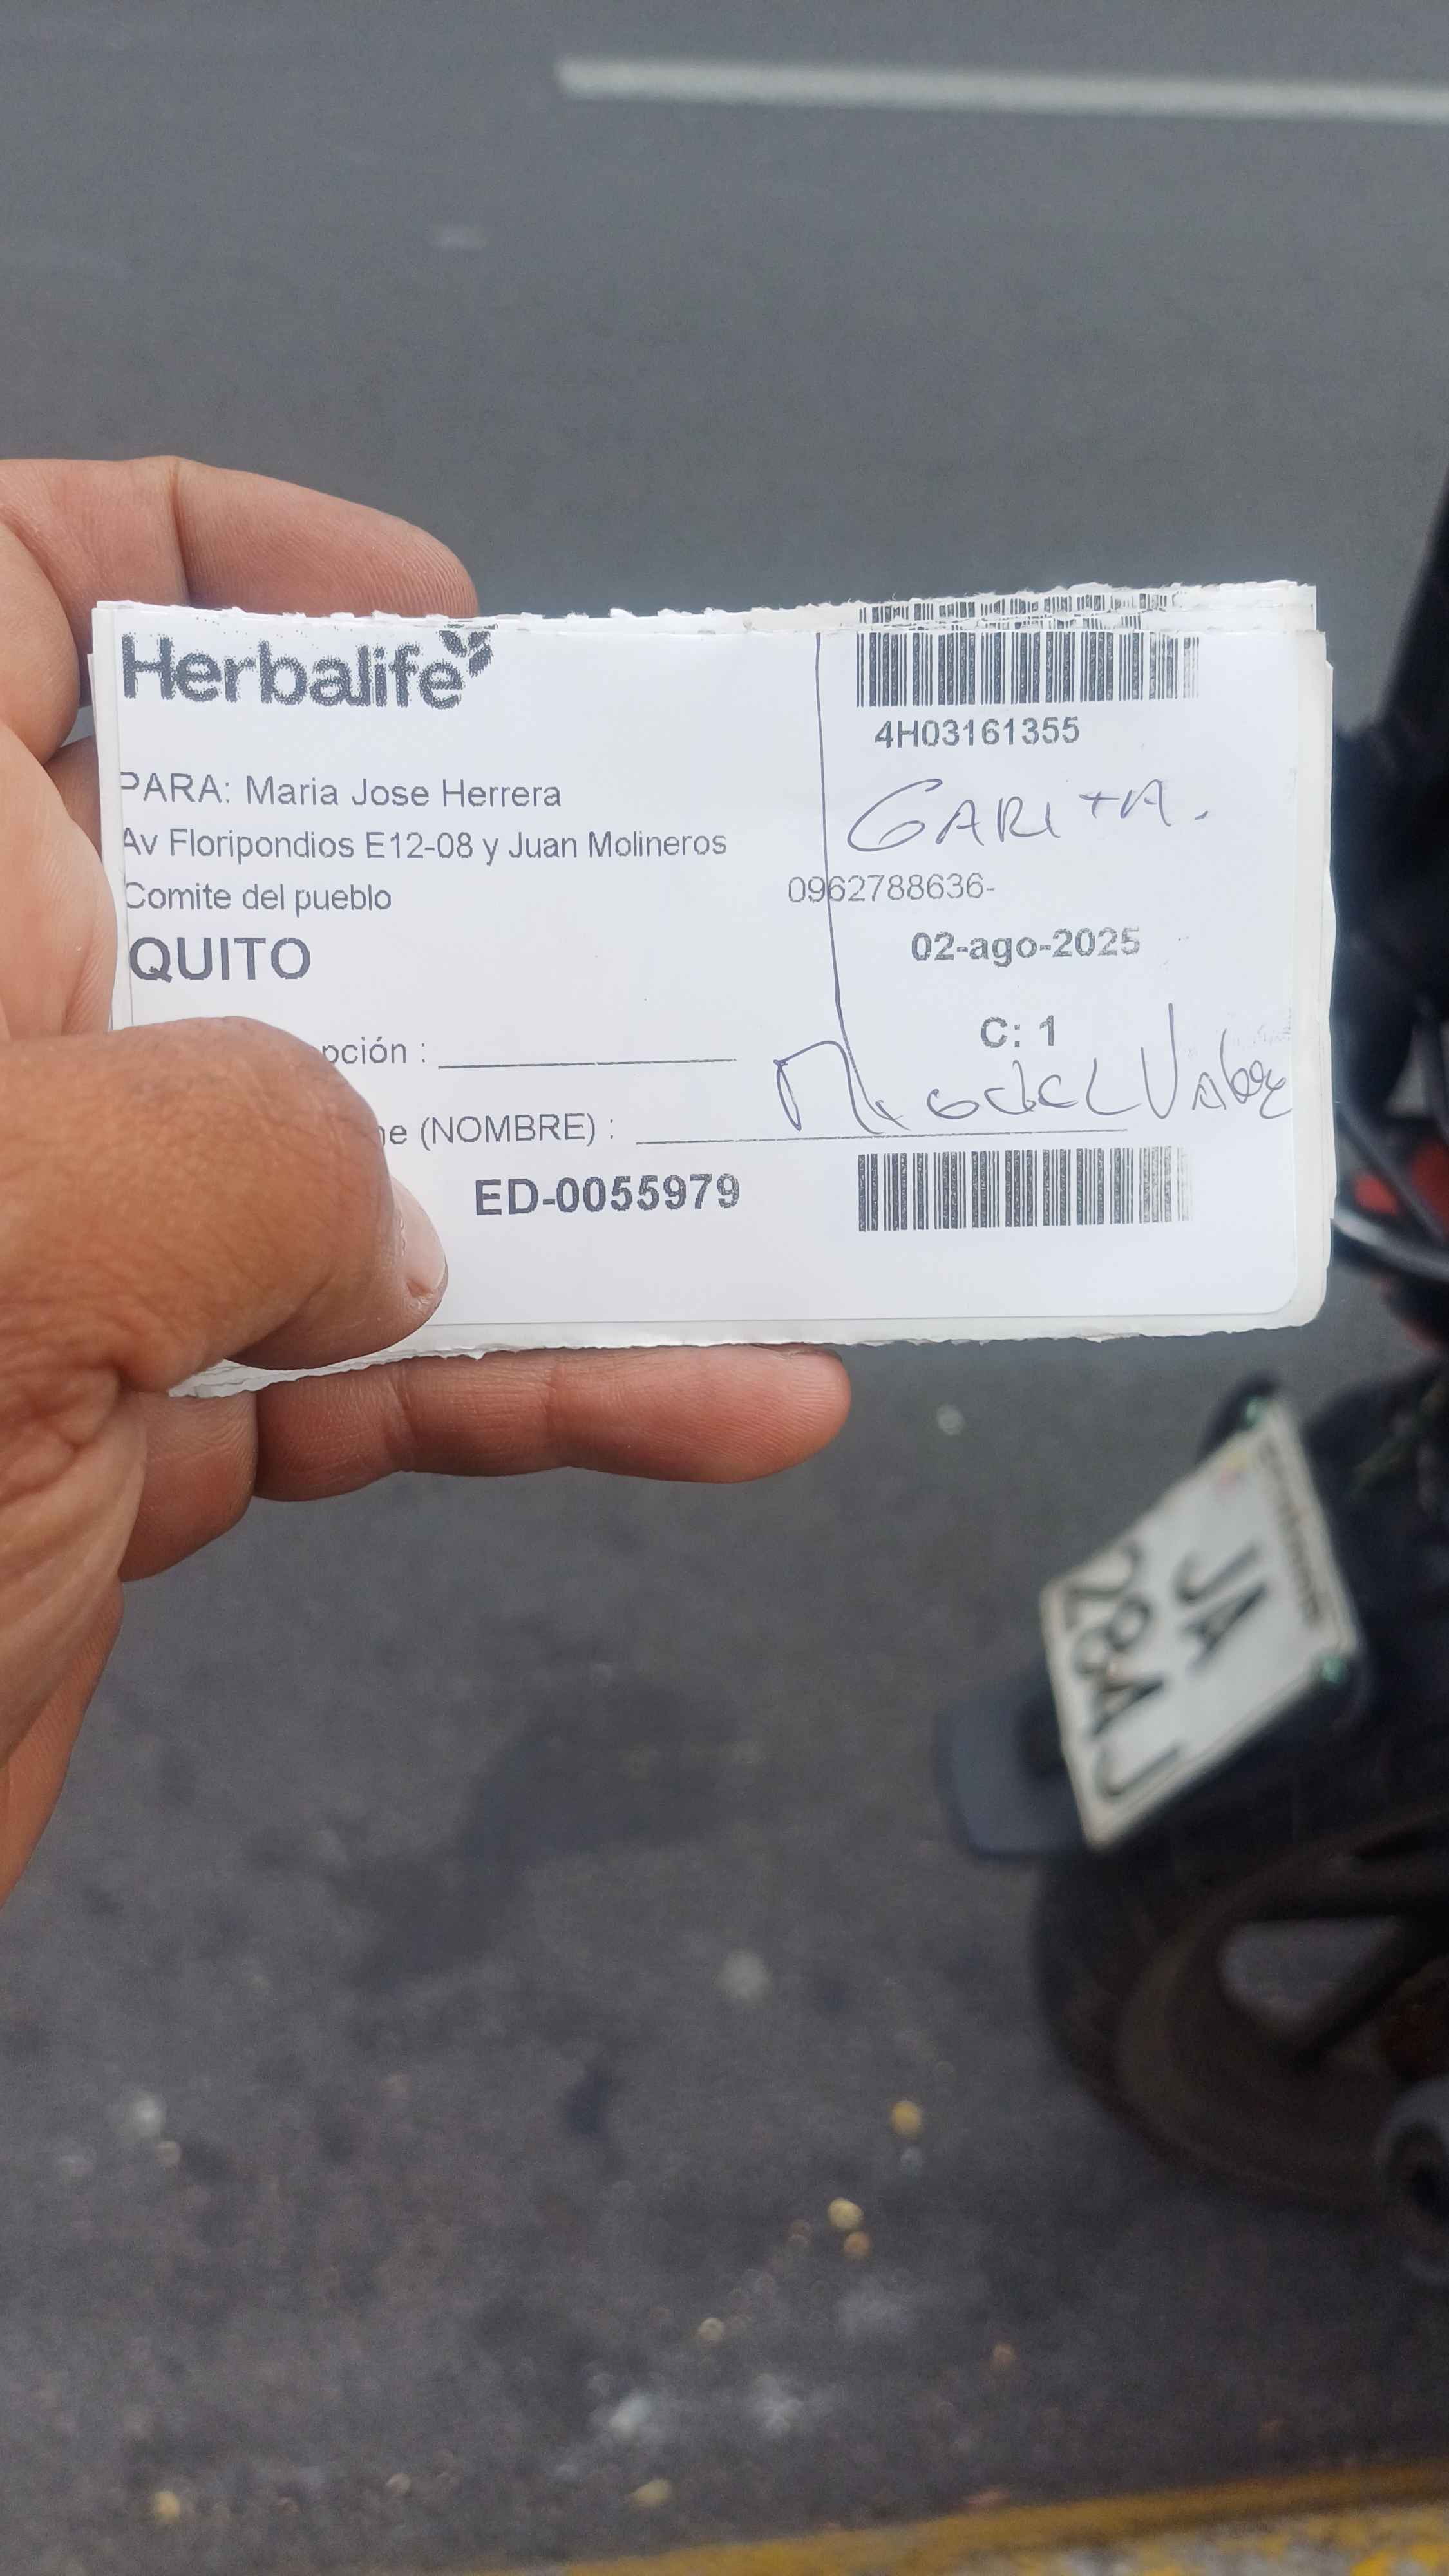 Herbalife
4H03161355
GARITA.
PARA: Maria Jose Herrera
Av Floripondios E12-08 y Juan Molineros
Comite del pueblo
0962788636-
QUITO
02-ago-2025
C: 1
pción :
ne (NOMBRE) :
ED-0055979
JA
284J